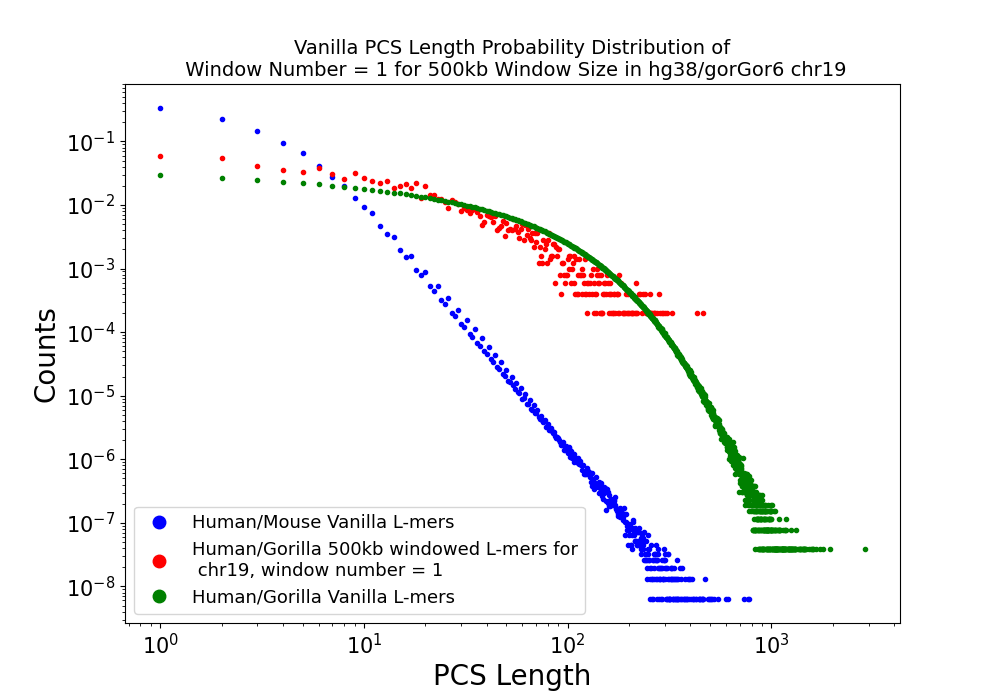 Vanilla PCS Length Probability Distribution of
Window Number = 1 for 500kb Window Size in hg38/gorGor6 chr19
Counts
10⁻¹
10⁻²
10⁻³
10⁻⁴
10⁻⁵
10⁻⁶
10⁻⁷
10⁻⁸
Human/Mouse Vanilla L-mers
Human/Gorilla 500kb windowed L-mers for
chr19, window number = 1
Human/Gorilla Vanilla L-mers
10⁰ 10¹ 10² 10³
PCS Length